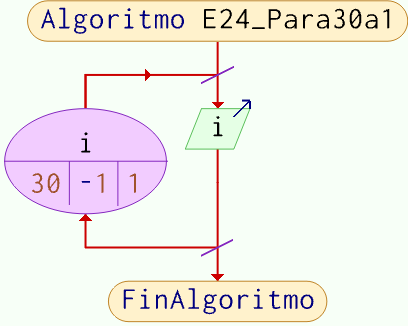 Algoritmo E24_Para30a1
i
i
30 -1 1
FinAlgoritmo